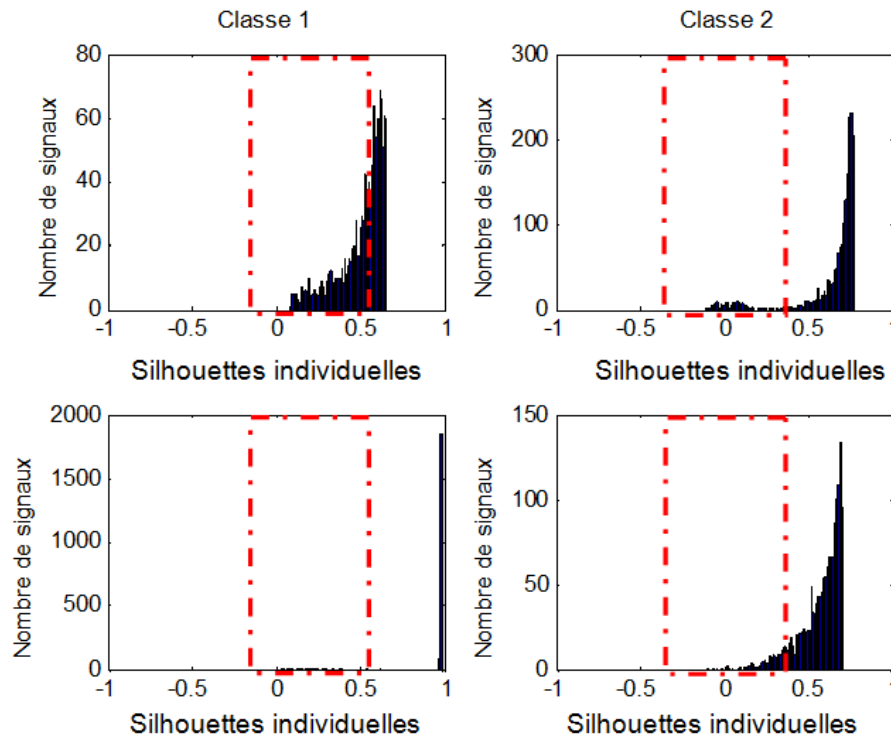 Classe 1
Classe 2
Nombre de signaux
80
60
40
20
0
-1 -0.5 0 0.5 1
Silhouettes individuelles
Nombre de signaux
300
200
100
0
-1 -0.5 0 0.5 1
Silhouettes individuelles
Nombre de signaux
2000
1500
1000
500
0
-1 -0.5 0 0.5 1
Silhouettes individuelles
Nombre de signaux
150
100
50
0
-1 -0.5 0 0.5 1
Silhouettes individuelles